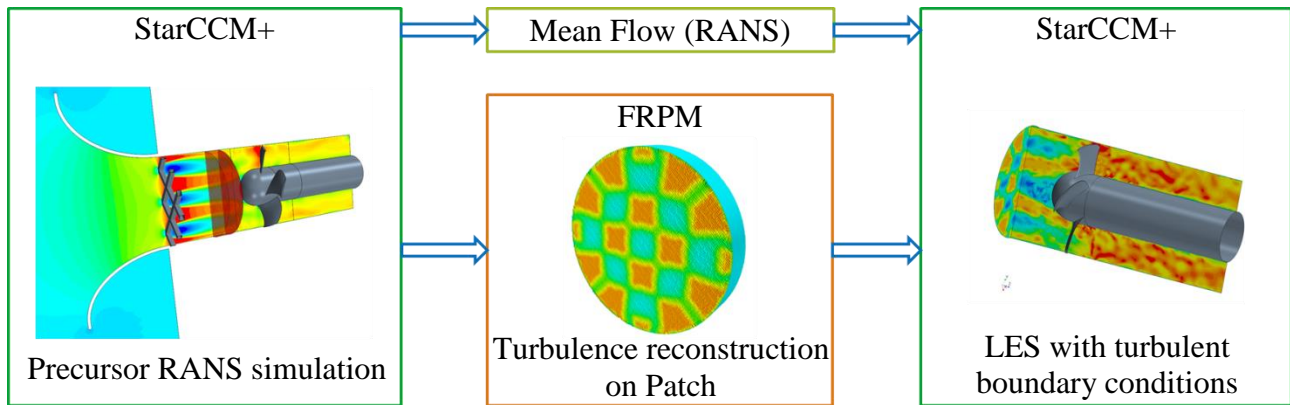 StarCCM+
Mean Flow (RANS)
StarCCM+
FRPM
Precursor RANS simulation
Turbulence reconstruction
on Patch
LES with turbulent
boundary conditions